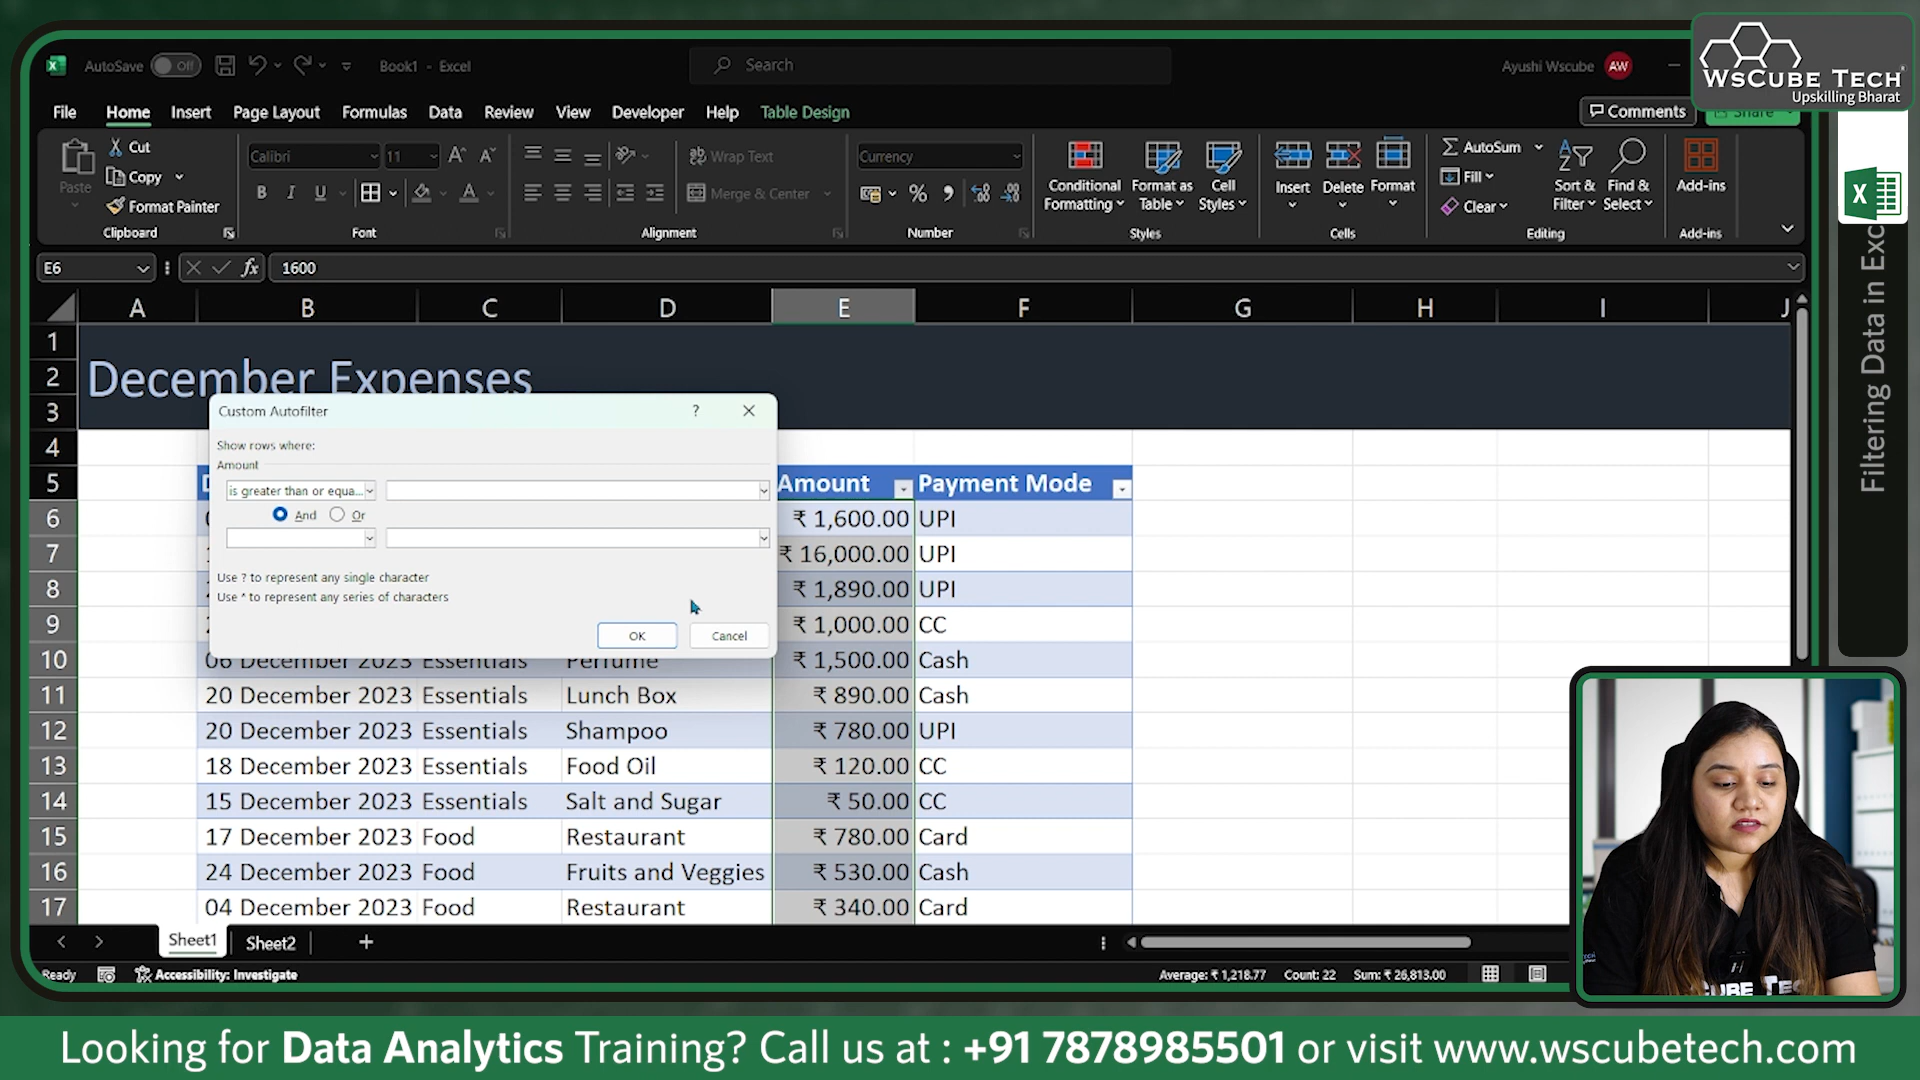 AutoSave Off Book1 - Excel Search Ayushi Wscube AW
WsCube Tech
Upskilling Bharat
File Home Insert Page Layout Formulas Data Review View Developer Help Table Design Comments Share
Paste Cut Copy Format Painter Clipboard
Calibri 11 B I U Font
Wrap Text Merge & Center Alignment
Currency % Number
Conditional Formatting Format as Table Cell Styles Styles
Insert Delete Format Cells
AutoSum Fill Clear Sort & Filter Find & Select Editing
Add-ins Add-ins
E6 fx 1600
A B C D E F G H I J
1
2 December Expenses
3
Custom Autofilter ? ×
Show rows where:
Amount
is greater than or equa...
And Or
Use ? to represent any single character
Use * to represent any series of characters
OK Cancel
4
5 Amount Payment Mode
6 ₹ 1,600.00 UPI
7 ₹ 16,000.00 UPI
8 ₹ 1,890.00 UPI
9 ₹ 1,000.00 CC
10 06 December 2023 Essentials Perfume ₹ 1,500.00 Cash
11 20 December 2023 Essentials Lunch Box ₹ 890.00 Cash
12 20 December 2023 Essentials Shampoo ₹ 780.00 UPI
13 18 December 2023 Essentials Food Oil ₹ 120.00 CC
14 15 December 2023 Essentials Salt and Sugar ₹ 50.00 CC
15 17 December 2023 Food Restaurant ₹ 780.00 Card
16 24 December 2023 Food Fruits and Veggies ₹ 530.00 Cash
17 04 December 2023 Food Restaurant ₹ 340.00 Card
Sheet1 Sheet2 +
Ready Accessibility: Investigate Average: ₹ 1,218.77 Count: 22 Sum: ₹ 26,813.00
Filtering Data in Exc
CUBE TEC
Looking for Data Analytics Training? Call us at : +91 7878985501 or visit www.wscubetech.com